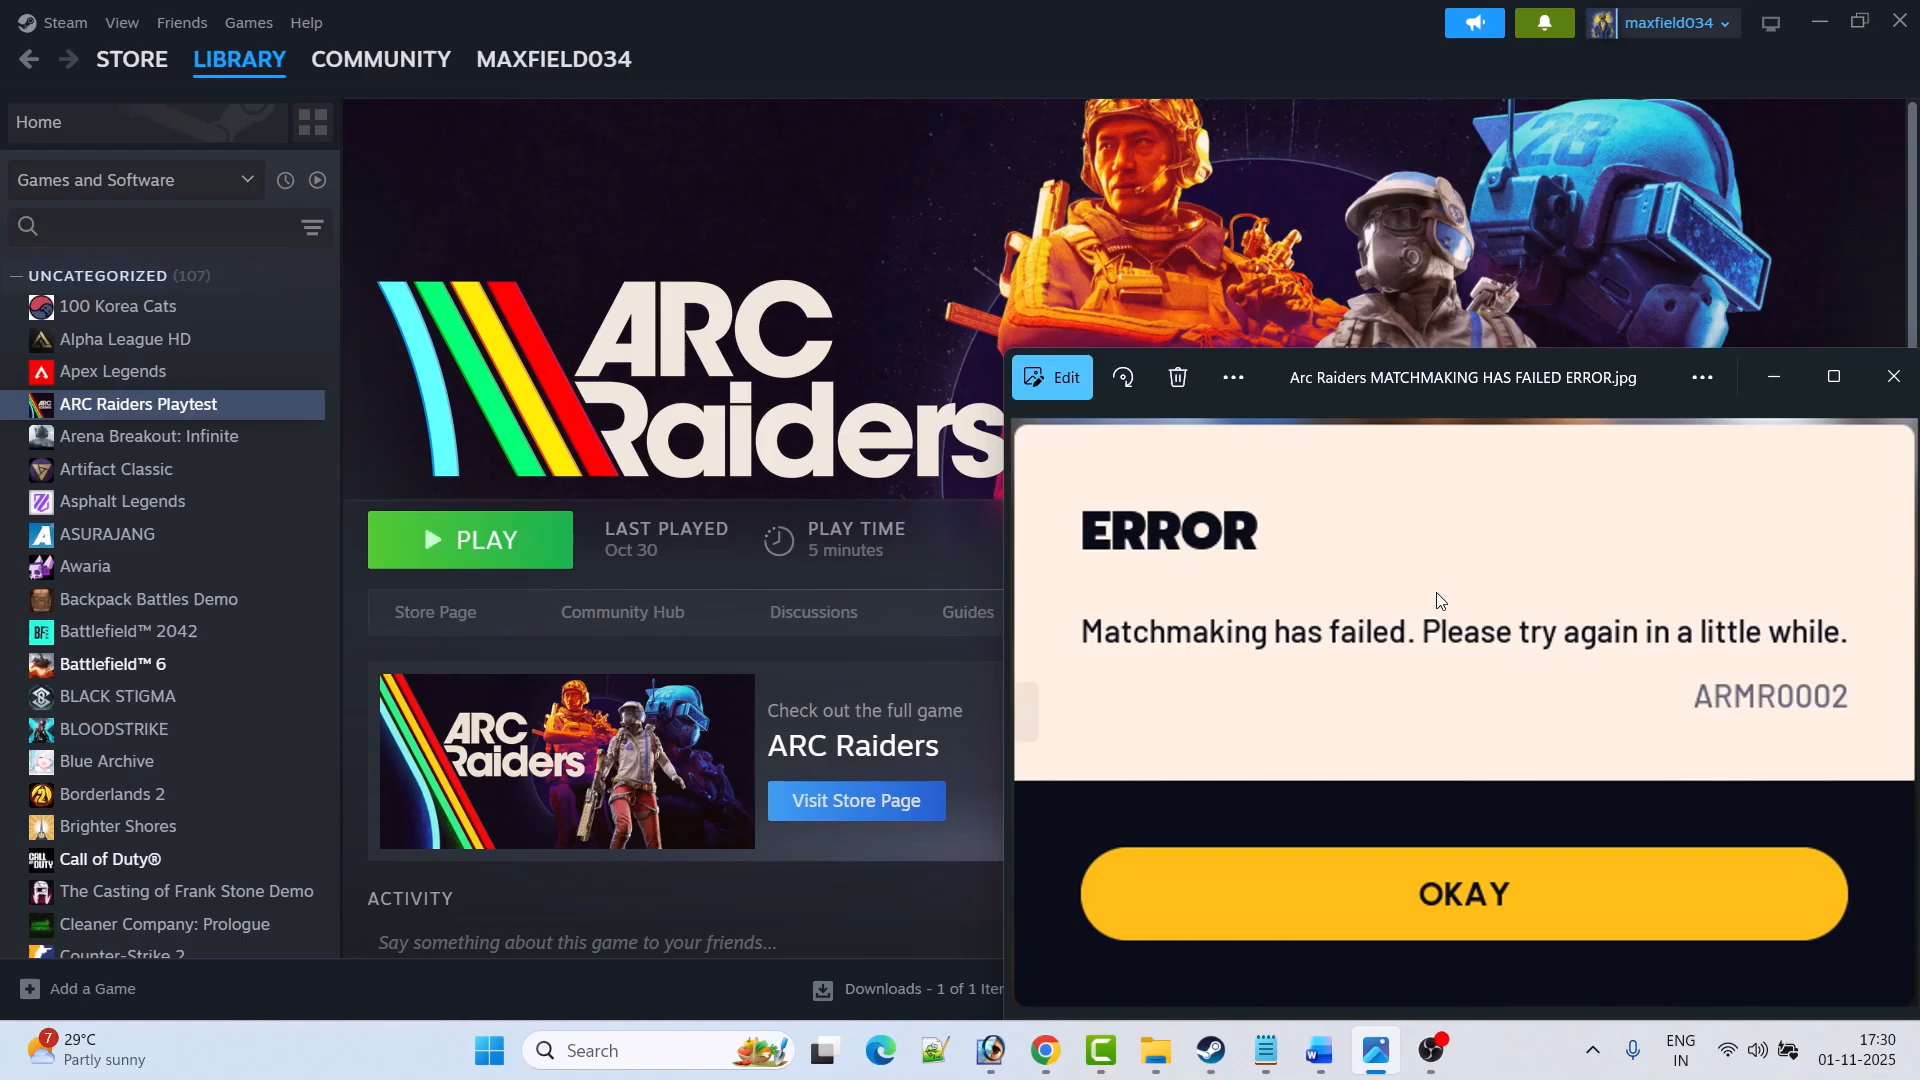 Steam View Friends Games Help
maxfield034
STORE LIBRARY COMMUNITY MAXFIELD034
Home
Games and Software
UNCATEGORIZED (107)
100 Korea Cats
Alpha League HD
Apex Legends
ARC Raiders Playtest
Arena Breakout: Infinite
Artifact Classic
Asphalt Legends
ASURAJANG
Awaria
Backpack Battles Demo
Battlefield™ 2042
Battlefield™ 6
BLACK STIGMA
BLOODSTRIKE
Blue Archive
Borderlands 2
Brighter Shores
Call of Duty®
The Casting of Frank Stone Demo
Cleaner Company: Prologue
Counter-Strike 2
Add a Game
28
ARC
Raiders
PLAY
LAST PLAYED
Oct 30
PLAY TIME
5 minutes
Store Page Community Hub Discussions Guides
ARC
Raiders
Check out the full game
ARC Raiders
Visit Store Page
ACTIVITY
Say something about this game to your friends...
Downloads - 1 of 1 Iter
Edit
Arc Raiders MATCHMAKING HAS FAILED ERROR.jpg
ERROR
Matchmaking has failed. Please try again in a little while.
ARMR0002
OKAY
7
29°C
Partly sunny
Search
ENG
IN
17:30
01-11-2025